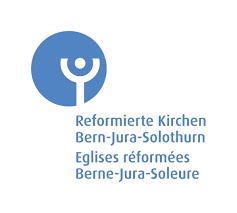 Reformierte Kirchen
Bern-Jura-Solothurn
Eglises réformées
Berne-Jura-Soleure